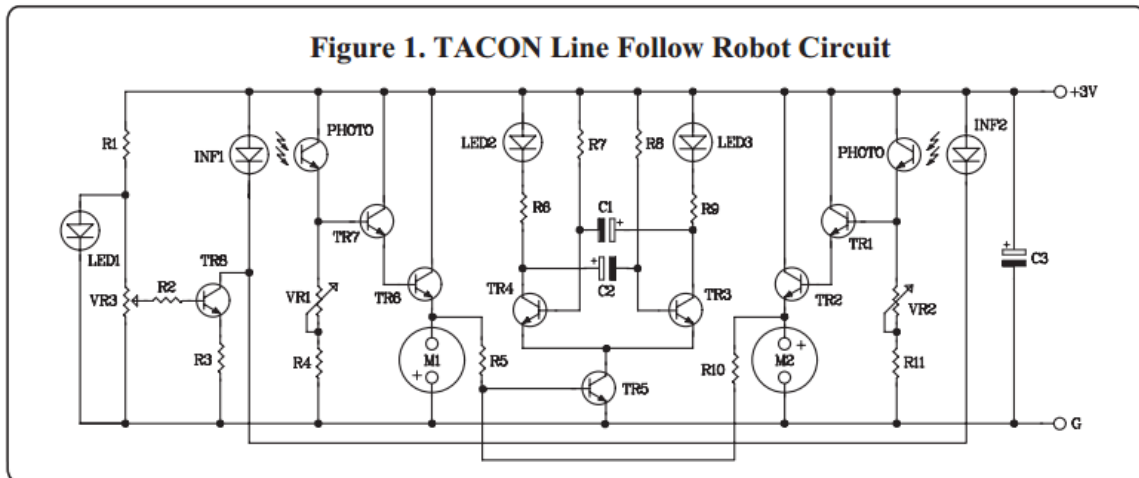 Figure 1. TACON Line Follow Robot Circuit
+3V
R1
INF1
PHOTO
LED2
R7
R8
LED3
PHOTO
INF2
LED1
TR7
R6
C1
+
R9
TR1
+
C3
TR8
VR3
R2
TR6
+
C2
TR4
TR3
TR2
VR1
VR2
R3
R4
M1
+
R5
TR5
R10
M2
+
R11
G